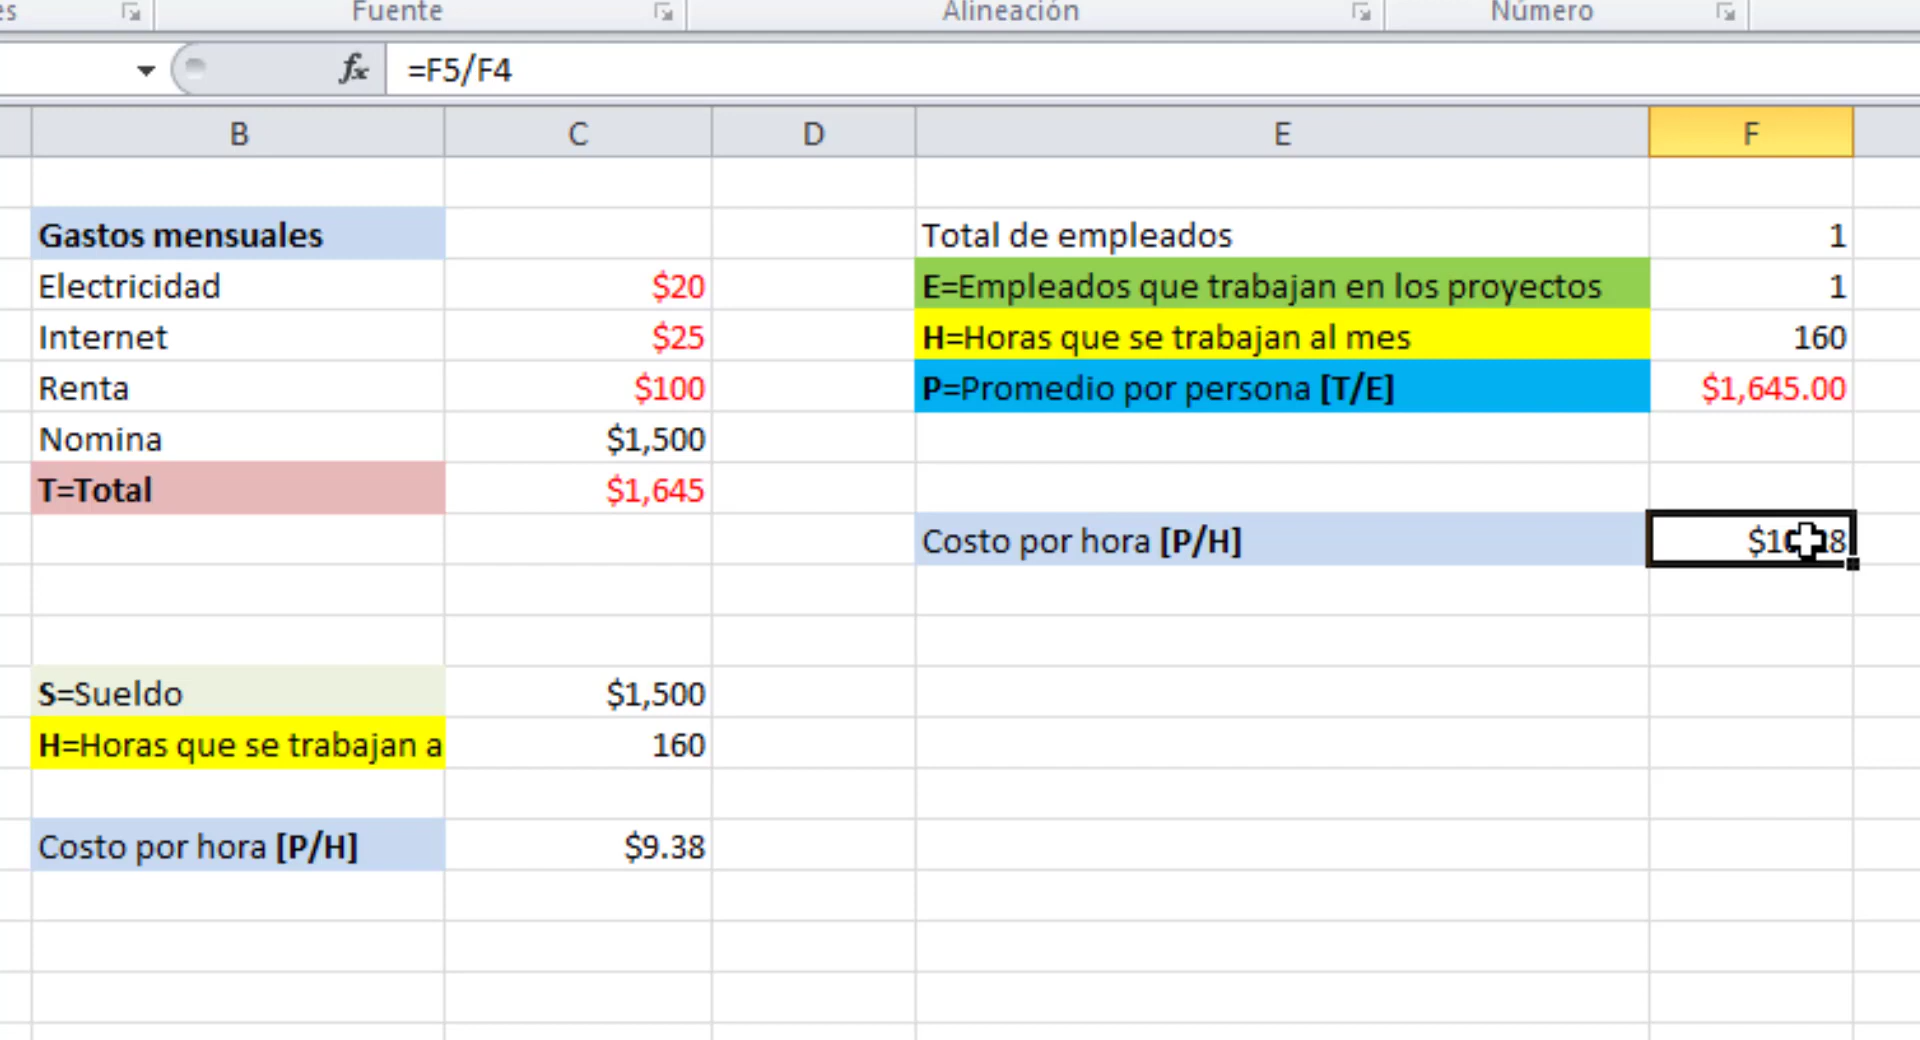 es Fuente Alineación Número
fx =F5/F4
B C D E F
Gastos mensuales Total de empleados 1
Electricidad $20 E=Empleados que trabajan en los proyectos 1
Internet $25 H=Horas que se trabajan al mes 160
Renta $100 P=Promedio por persona [T/E] $1,645.00
Nomina $1,500
T=Total $1,645
Costo por hora [P/H]
S=Sueldo $1,500
H=Horas que se trabajan a 160
Costo por hora [P/H] $9.38